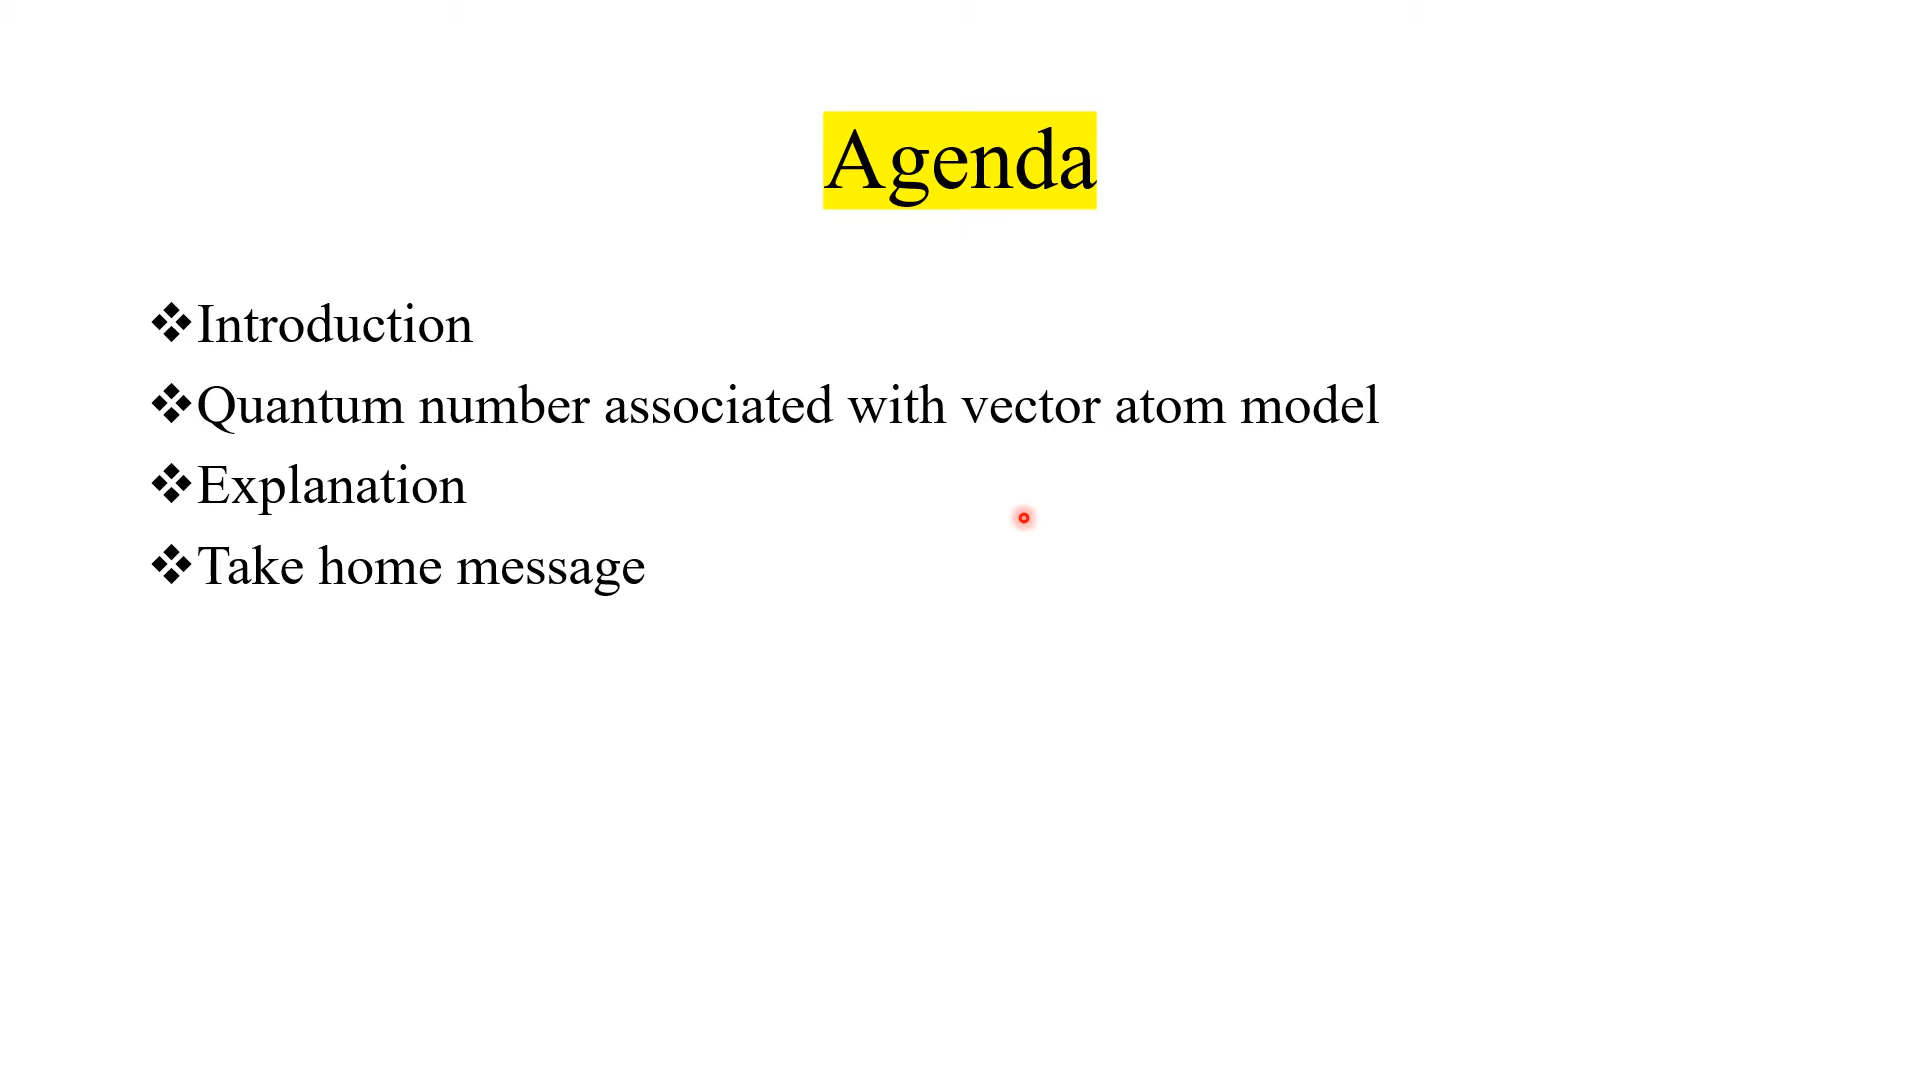 Agenda
❖Introduction
❖Quantum number associated with vector atom model
❖Explanation
❖Take home message